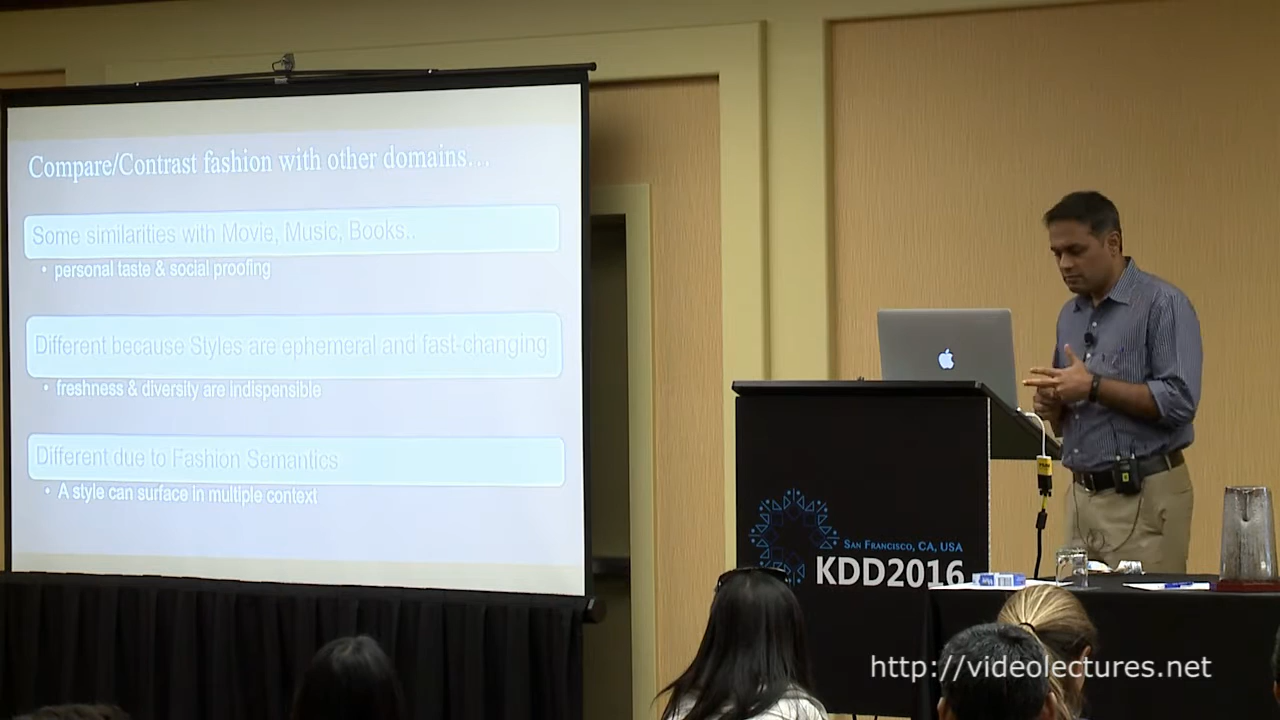 Compare/Contrast fashion with other domains...
Some similarities with Movie, Music, Books..
• personal taste & social proofing
Different because Styles are ephemeral and fast-changing
• freshness & diversity are indispensible
Different due to Fashion Semantics
• A style can surface in multiple context
San Francisco, CA, USA
KDD2016
http://videolectures.net